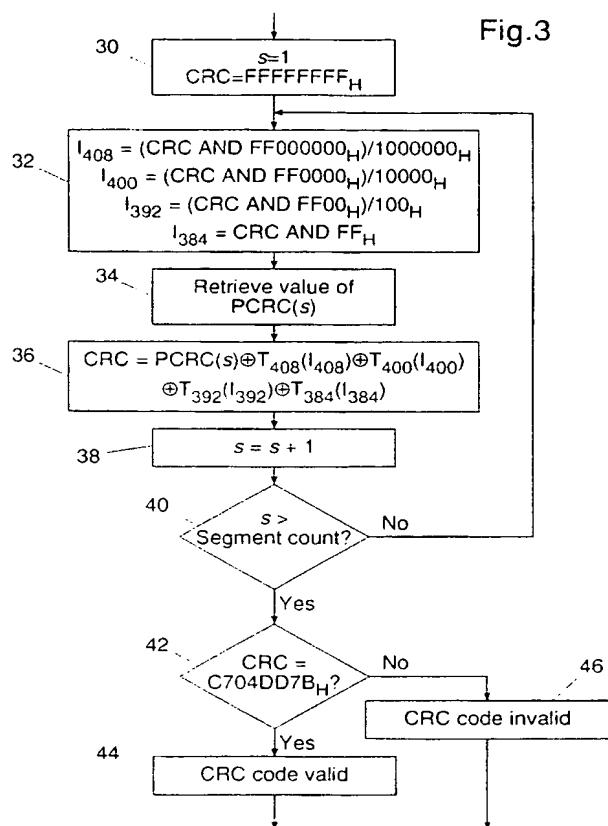 Fig.3
30
s=1
CRC=FFFFFFFFH
32
I408 = (CRC AND FF000000H)/1000000H
I400 = (CRC AND FF0000H)/10000H
I392 = (CRC AND FF00H)/100H
I384 = CRC AND FFH
34
Retrieve value of
PCRC(s)
36
CRC = PCRC(s)⊕T408(I408)⊕T400(I400)
⊕T392(I392)⊕T384(I384)
38
s = s + 1
40
s >
Segment count?
No
Yes
42
CRC =
C704DD7BH?
No
46
CRC code invalid
Yes
44
CRC code valid